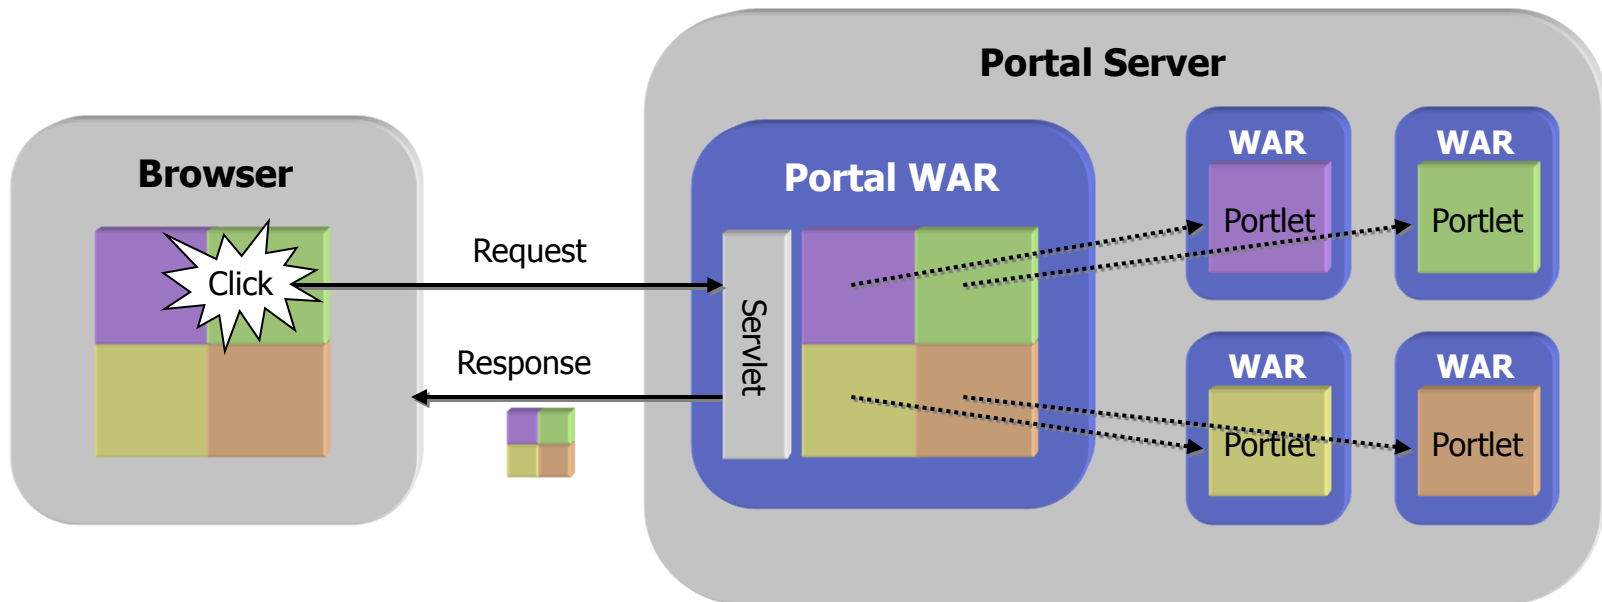 Portal Server
Browser
Click
Request
Response
Portal WAR
Servlet
WAR
Portlet
WAR
Portlet
WAR
Portlet
WAR
Portlet